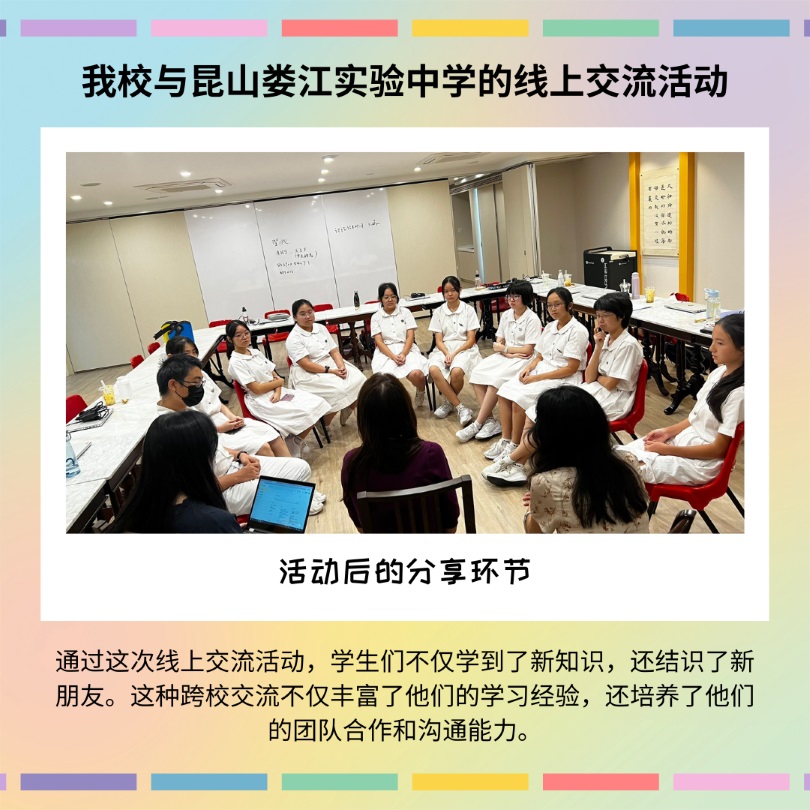 我校与昆山娄江实验中学的线上交流活动
活动后的分享环节
通过这次线上交流活动，学生们不仅学到了新知识，还结识了新
朋友。这种跨校交流不仅丰富了他们的学习经验，还培养了他们
的团队合作和沟通能力。